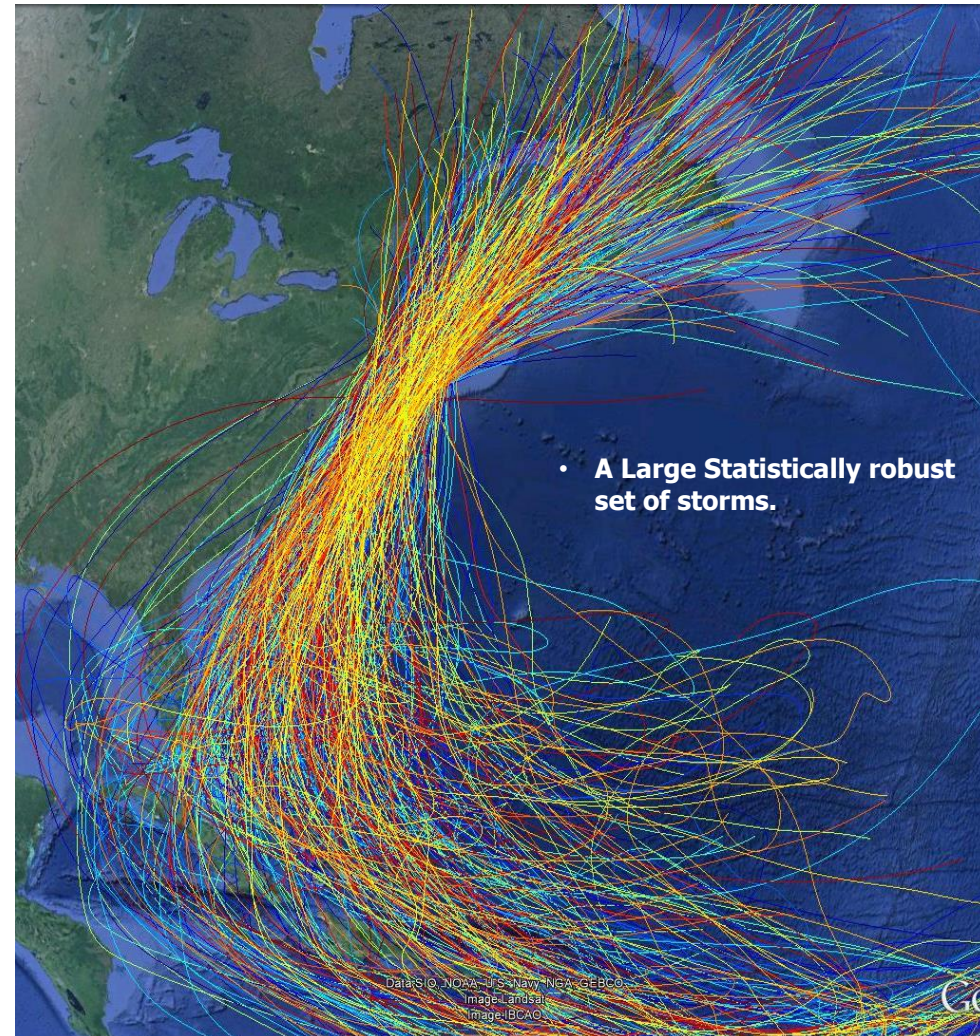 • A Large Statistically robust
set of storms.
Data SIO, NOAA, U.S. Navy, NGA, GEBCO
Image Landsat
Image IBCAO